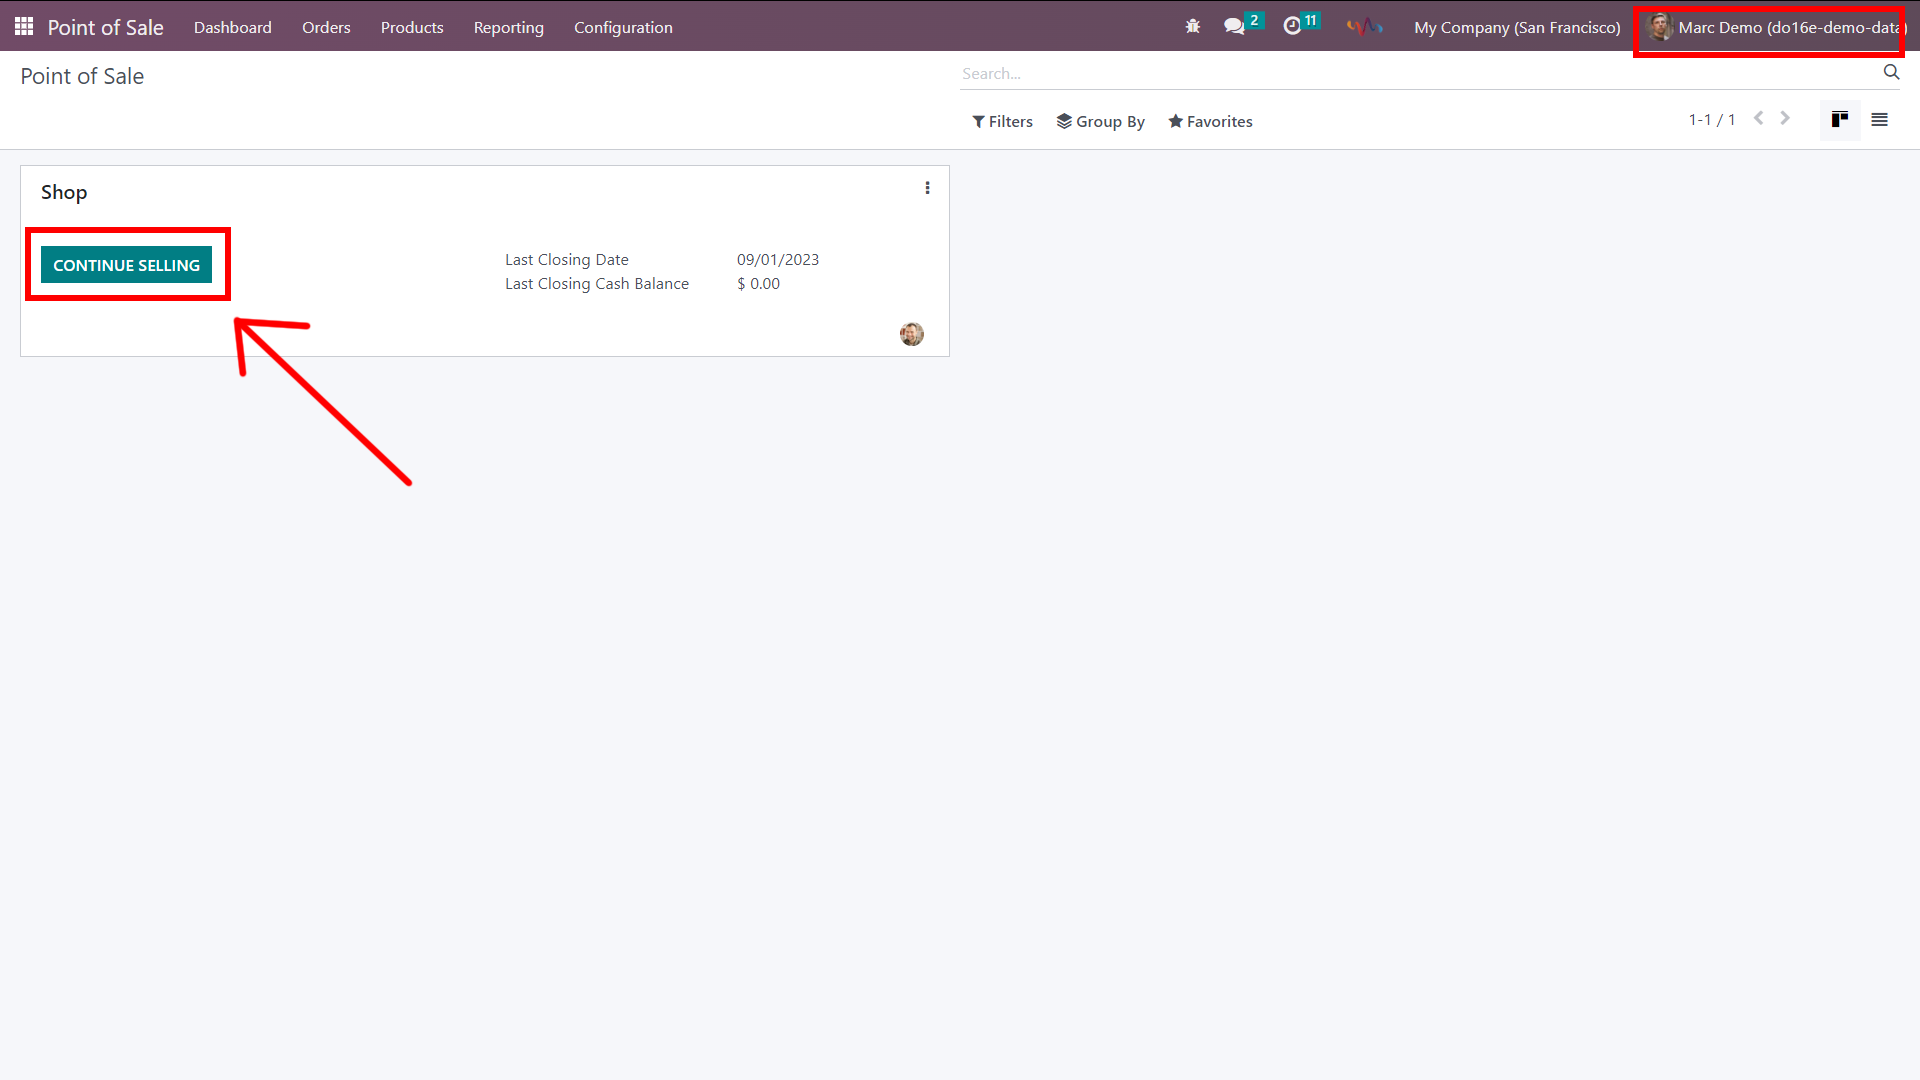 Point of Sale Dashboard Orders Products Reporting Configuration 2 11 My Company (San Francisco) Marc Demo (do16e-demo-data)
Point of Sale
Search...
Filters Group By Favorites 1-1 / 1
Shop
CONTINUE SELLING
Last Closing Date 09/01/2023
Last Closing Cash Balance $ 0.00